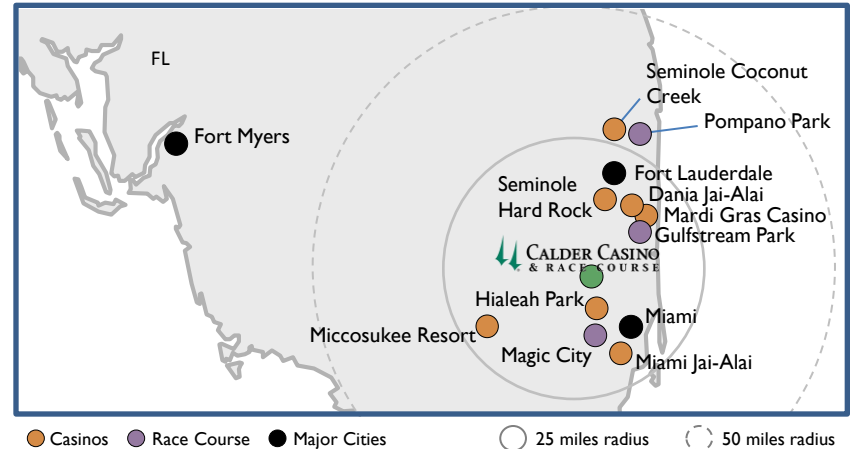 FL
Seminole Coconut
Creek
Pompano Park
Fort Myers
Fort Lauderdale
Seminole
Hard Rock
Dania Jai-Alai
Mardi Gras Casino
Gulfstream Park
CALDER CASINO
& RACE COURSE
Hialeah Park
Miami
Miccosukee Resort
Magic City
Miami Jai-Alai
Casinos
Race Course
Major Cities
25 miles radius
50 miles radius